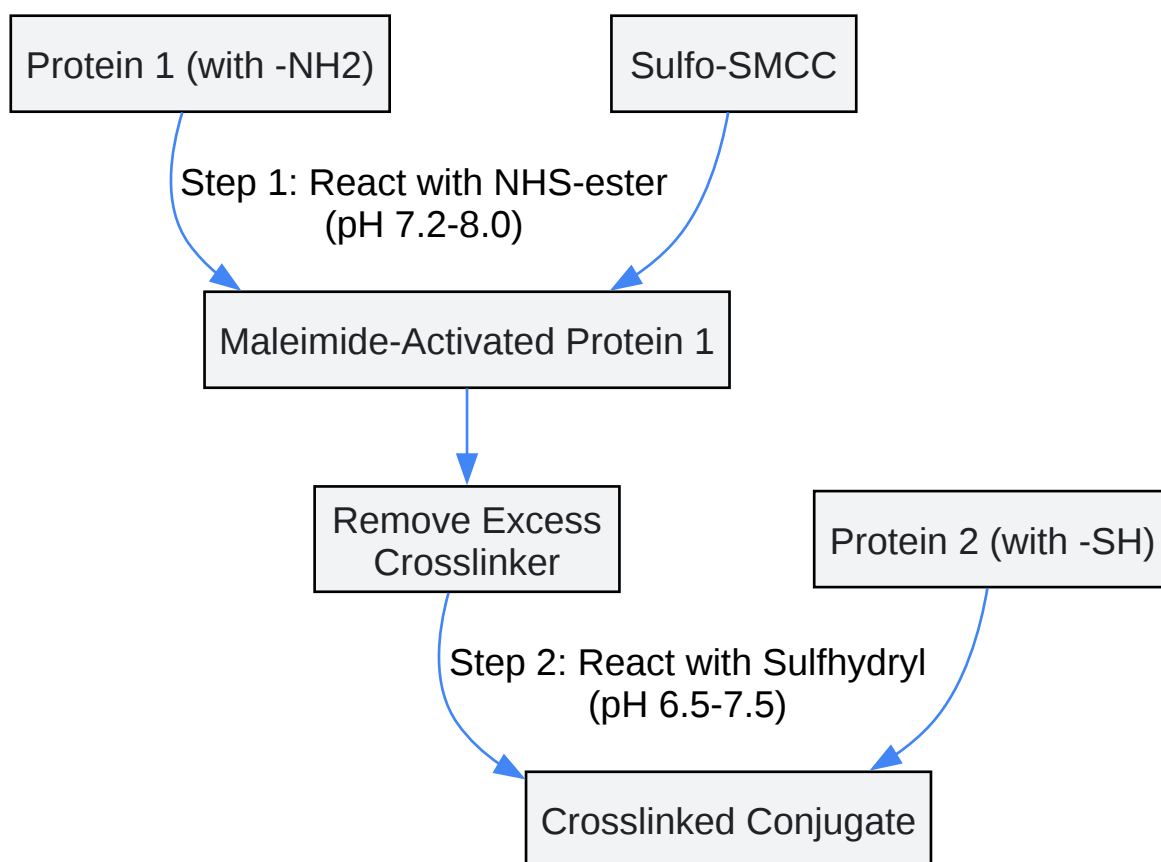 Protein 1 (with -NH2)
Sulfo-SMCC
Step 1: React with NHS-ester
(pH 7.2-8.0)
Maleimide-Activated Protein 1
Remove Excess
Crosslinker
Protein 2 (with -SH)
Step 2: React with Sulfhydryl
(pH 6.5-7.5)
Crosslinked Conjugate